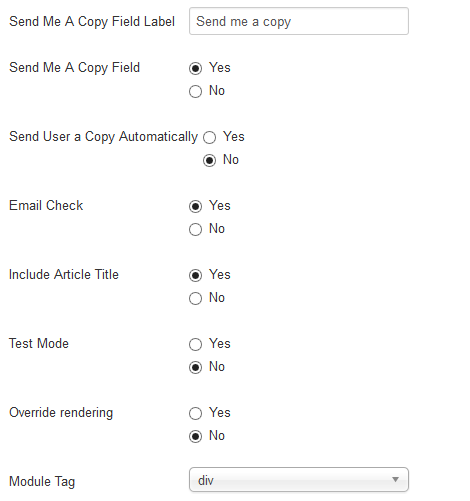 Send Me A Copy Field Label Send me a copy
Send Me A Copy Field Yes
No
Send User a Copy Automatically Yes
No
Email Check Yes
No
Include Article Title Yes
No
Test Mode Yes
No
Override rendering Yes
No
Module Tag div